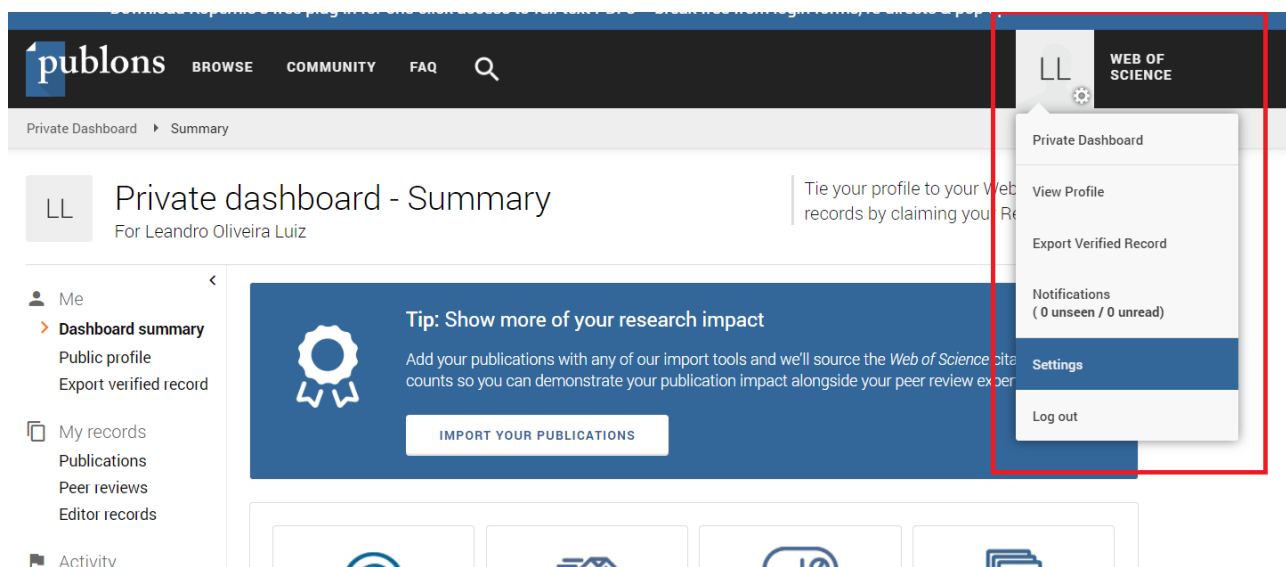 publons BROWSE COMMUNITY FAQ
LL
WEB OF
SCIENCE
Private Dashboard Summary
LL
Private dashboard - Summary
For Leandro Oliveira Luiz
Tie your profile to your Web
records by claiming your
Me
Dashboard summary
Public profile
Export verified record
My records
Publications
Peer reviews
Editor records
Activity
Tip: Show more of your research impact
Add your publications with any of our import tools and we'll source the Web of Science
counts so you can demonstrate your publication impact alongside your peer review
IMPORT YOUR PUBLICATIONS
Private Dashboard
View Profile
Export Verified Record
Notifications
( 0 unseen / 0 unread)
Settings
Log out